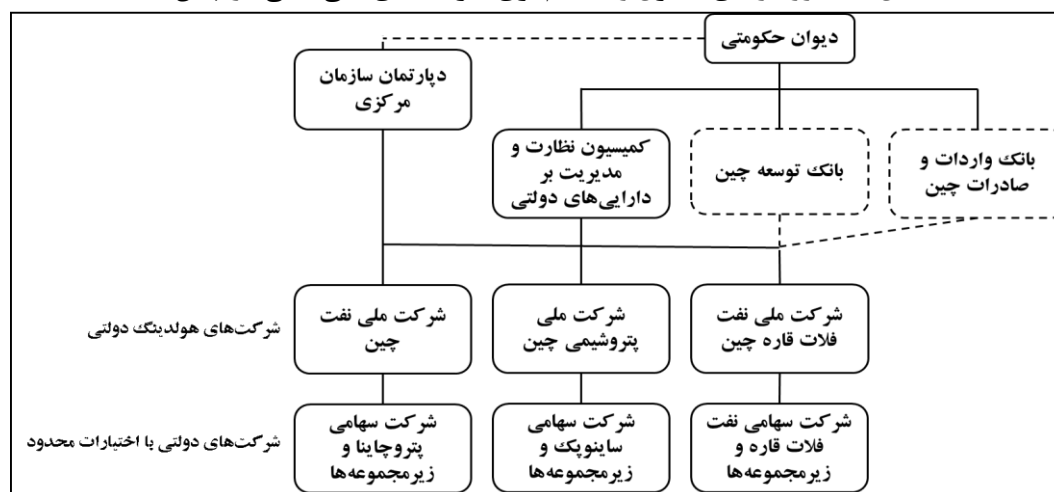 دیوان حکومتی
دپارتمان سازمان
مرکزی
کمیسیون نظارت و
مدیریت بر
دارایی‌های دولتی
بانک توسعه چین
بانک واردات و
صادرات چین
شرکت‌های هولدینگ دولتی
شرکت ملی نفت
چین
شرکت ملی
پتروشیمی چین
شرکت ملی نفت
فلات قاره چین
شرکت‌های دولتی با اختیارات محدود
شرکت سهامی
پتروچاینا و
زیرمجموعه‌ها
شرکت سهامی
ساینوپک و
زیرمجموعه‌ها
شرکت سهامی نفت
فلات قاره و
زیرمجموعه‌ها